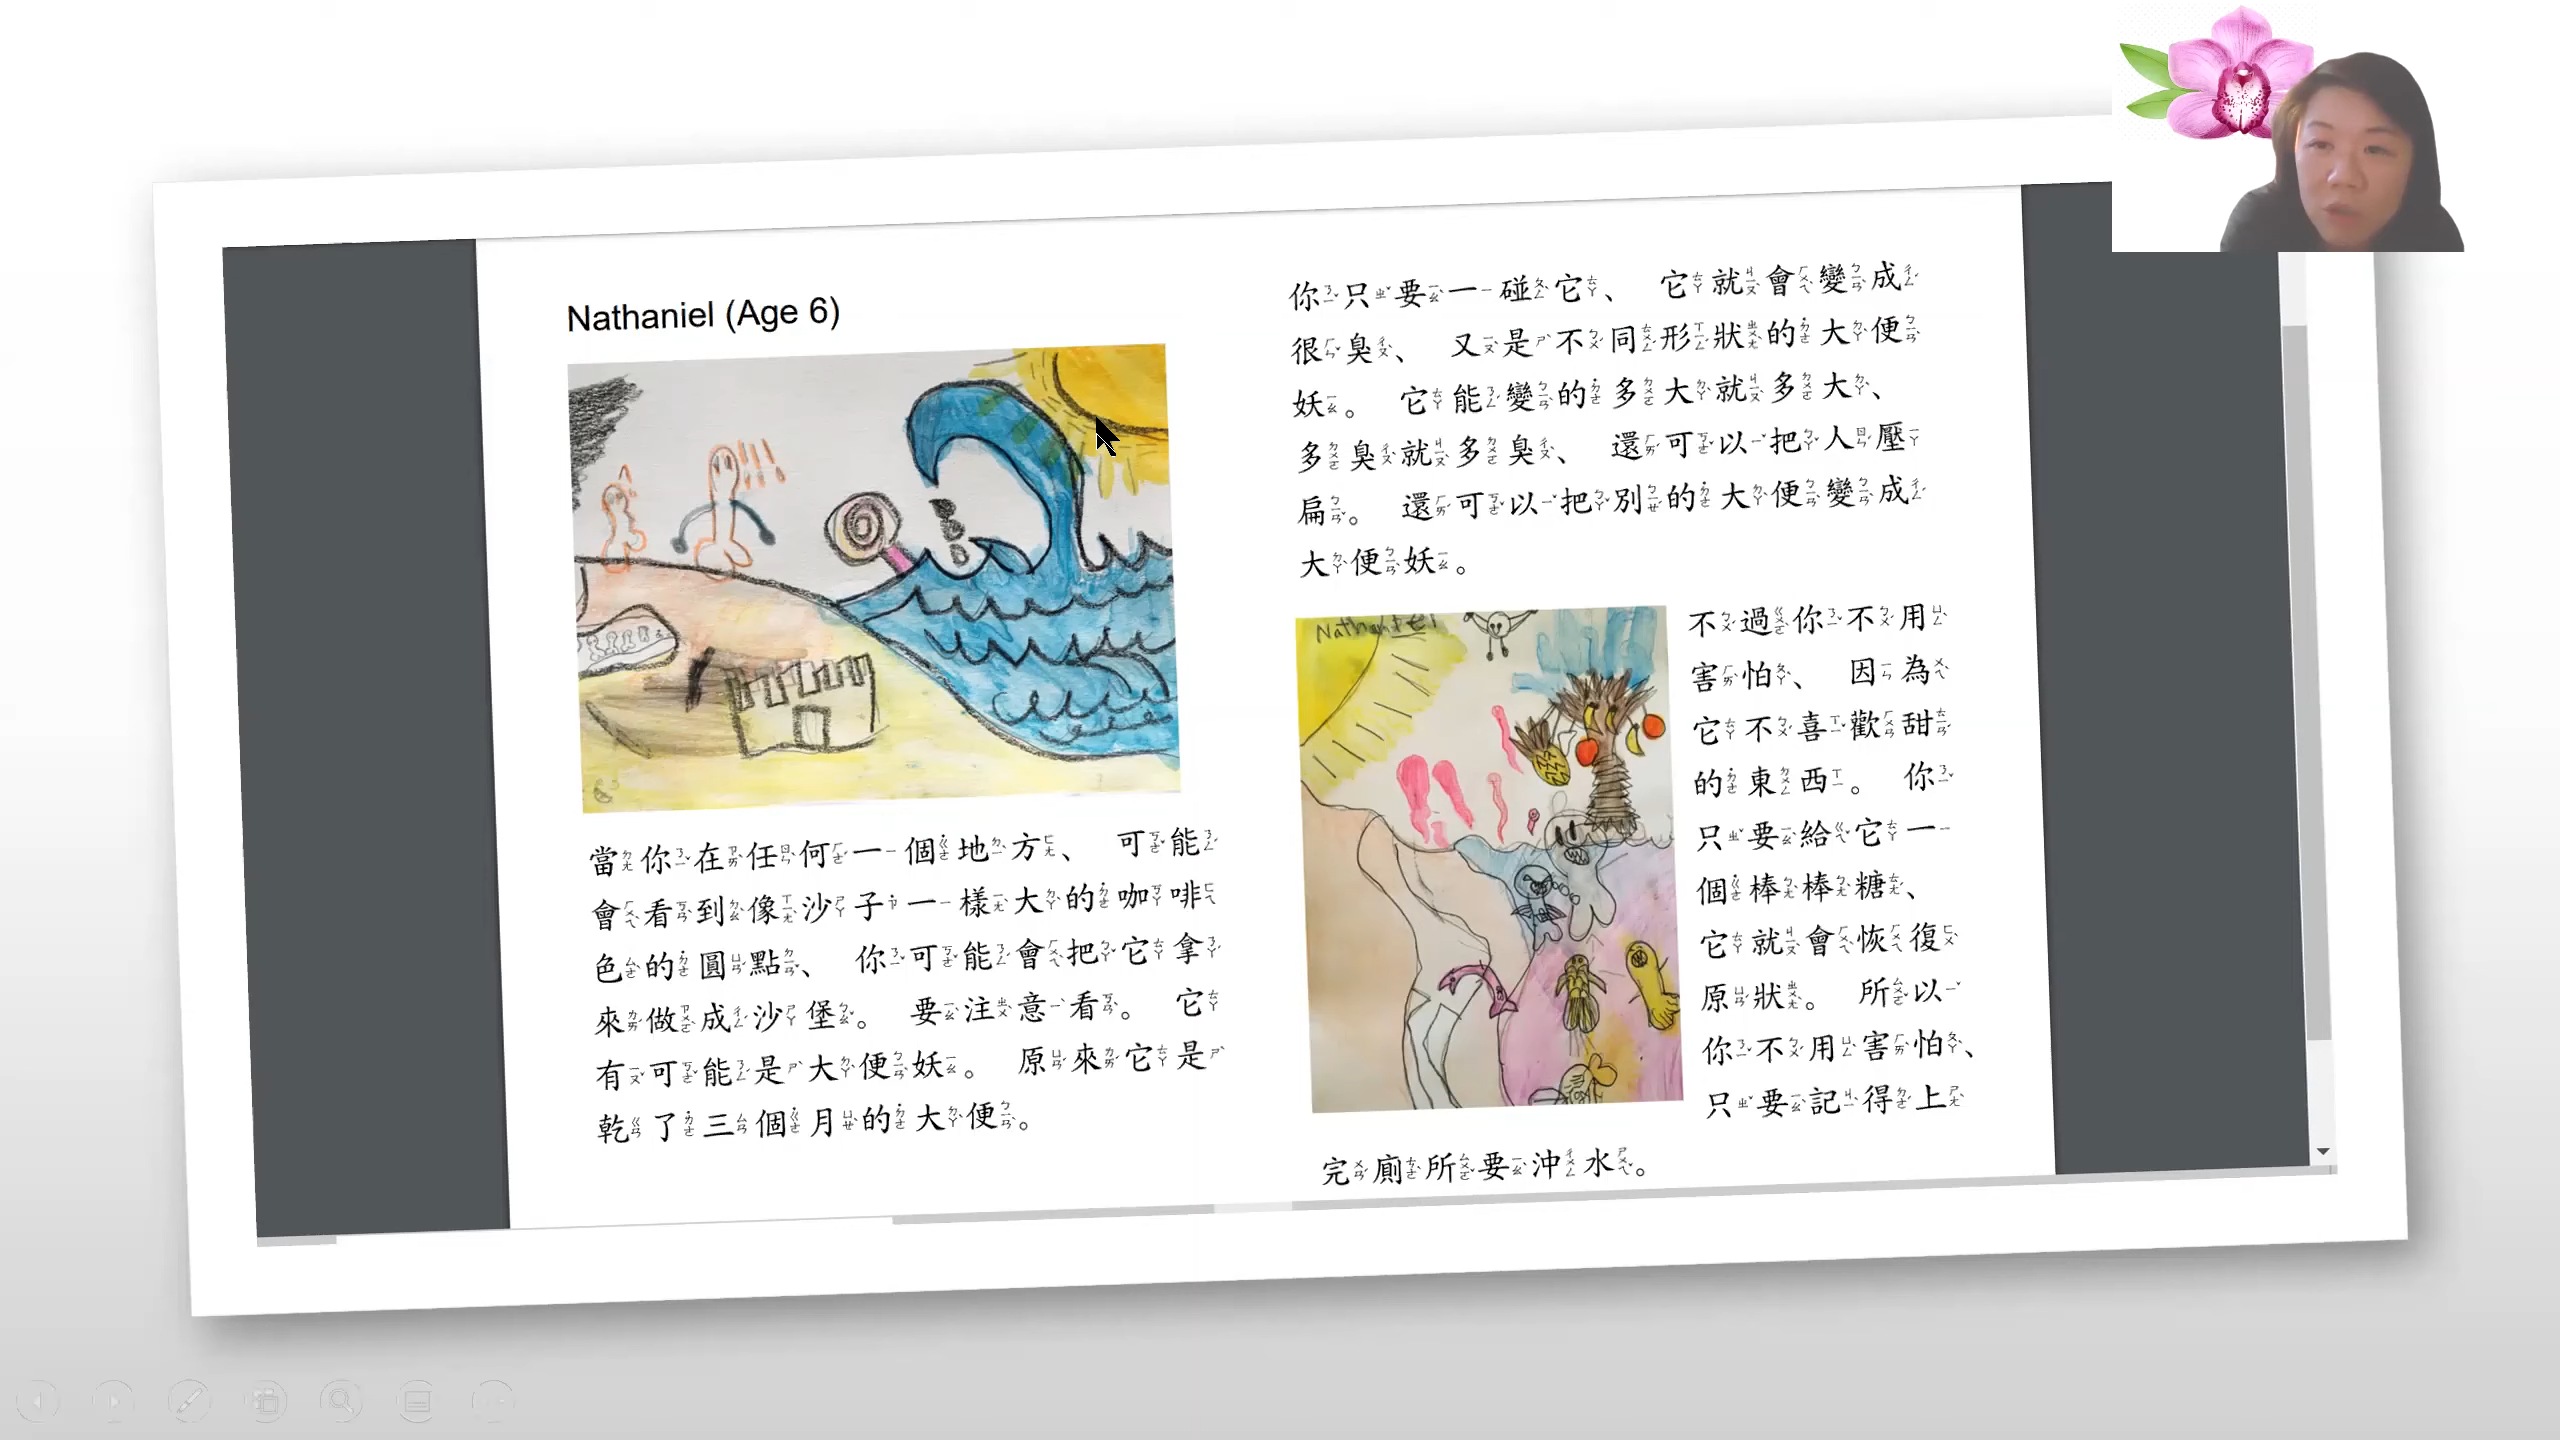 Nathaniel (Age 6)
當你在任何一個地方、 可能
會看到像沙子一樣大的咖啡
色的圓點、 你可能會把它拿
來做成沙堡。 要注意看。 它
有可能是大便妖。 原來它是
乾了三個月的大便。
你只要一碰它、 它就會變成
很臭、 又是不同形狀的大便
妖。 它能變的多大就多大、
多臭就多臭、 還可以把人壓
扁。 還可以把別的大便變成
大便妖。
Nathaniel
不過你不用
害怕、 因為
它不喜歡甜
的東西。 你
只要給它一
個棒棒糖、
它就會恢復
原狀。 所以
你不用害怕、
只要記得上
完廁所要沖水。